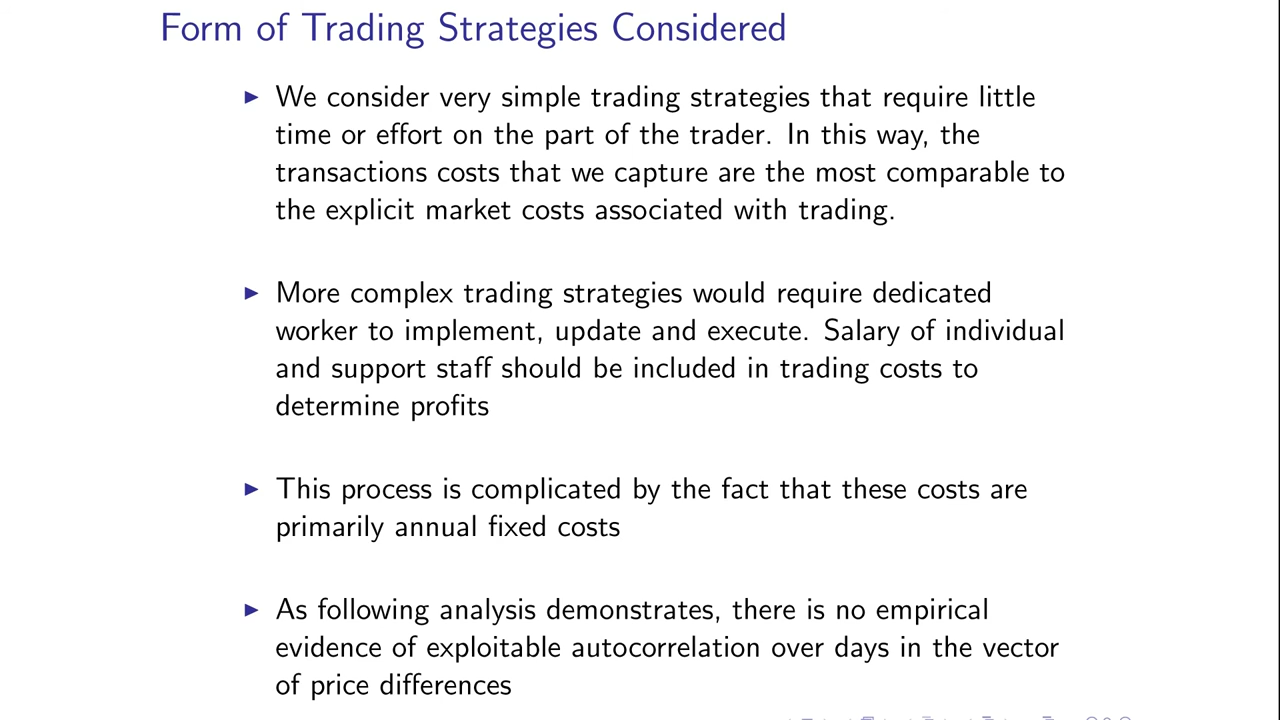 Form of Trading Strategies Considered
We consider very simple trading strategies that require little
time or effort on the part of the trader. In this way, the
transactions costs that we capture are the most comparable to
the explicit market costs associated with trading.
More complex trading strategies would require dedicated
worker to implement, update and execute. Salary of individual
and support staff should be included in trading costs to
determine profits
This process is complicated by the fact that these costs are
primarily annual fixed costs
As following analysis demonstrates, there is no empirical
evidence of exploitable autocorrelation over days in the vector
of price differences